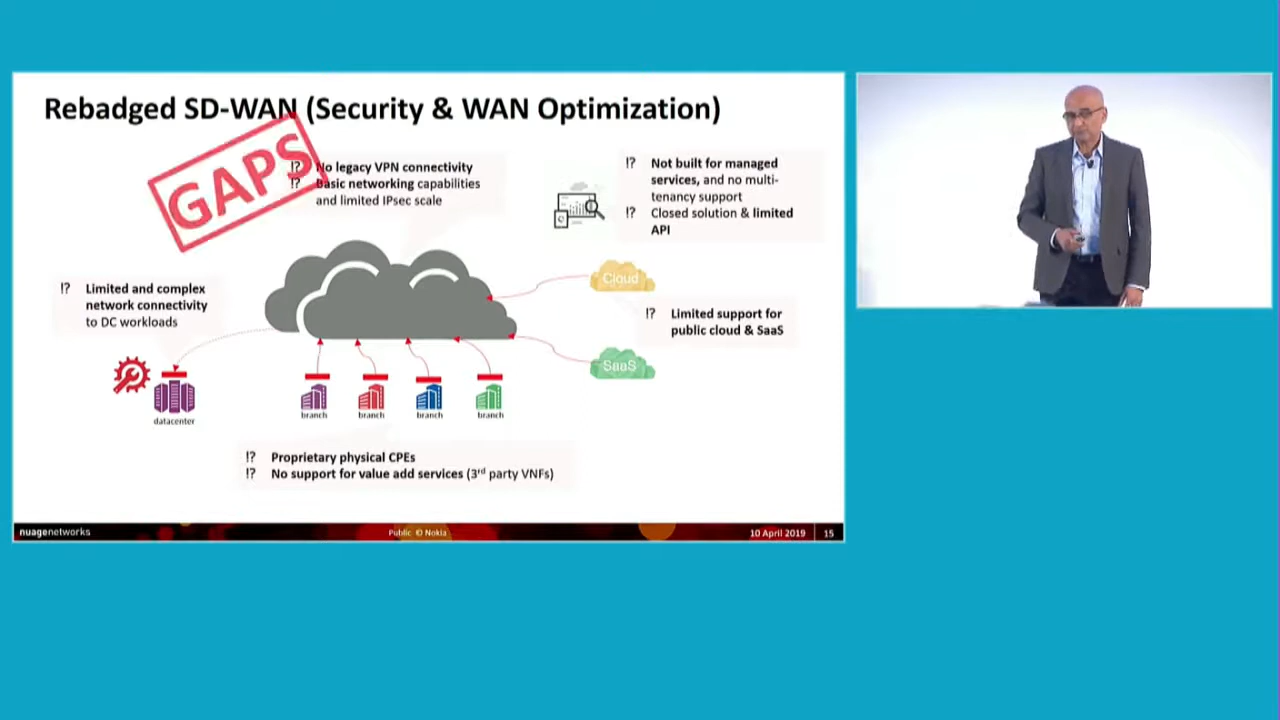 Rebadged SD-WAN (Security & WAN Optimization)
GAPS
!? No legacy VPN connectivity
!? Basic networking capabilities
and limited IPsec scale
!? Not built for managed
services, and no multi-
tenancy support
!? Closed solution & limited
API
!? Limited and complex
network connectivity
to DC workloads
Cloud
!? Limited support for
public cloud & SaaS
SaaS
datacenter
branch
branch
branch
branch
!? Proprietary physical CPEs
!? No support for value add services (3rd party VNFs)
nuagenetworks
Public © Nokia
10 April 2019
15